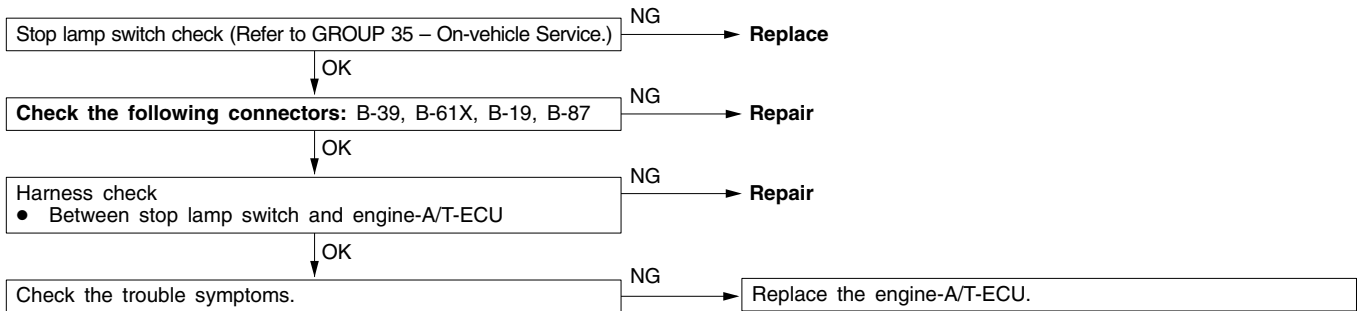 Stop lamp switch check (Refer to GROUP 35 – On-vehicle Service.)
NG
Replace
OK
Check the following connectors: B-39, B-61X, B-19, B-87
NG
Repair
OK
Harness check
● Between stop lamp switch and engine-A/T-ECU
NG
Repair
OK
Check the trouble symptoms.
NG
Replace the engine-A/T-ECU.